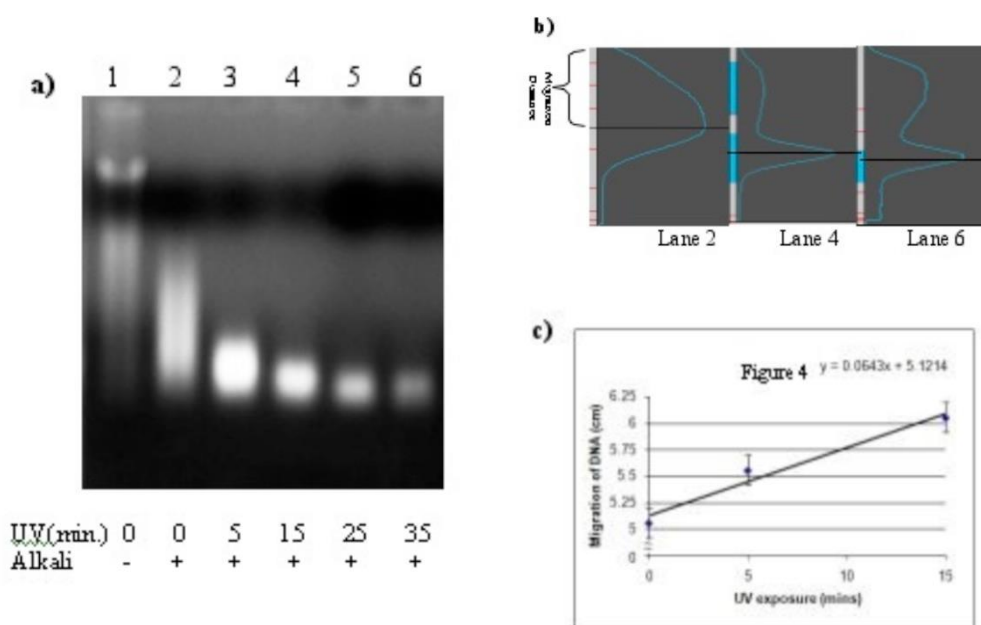 a)
1 2 3 4 5 6
UV(min.) 0 0 5 15 25 35
Alkali - + + + + +
b)
Lane 2 Lane 4 Lane 6
c)
Figure 4 y = 0.0643x + 5.1214
Migration of DNA (cm)
6.25
6
5.75
5.5
5.25
5
0
0 5 10 15
UV exposure (mins)